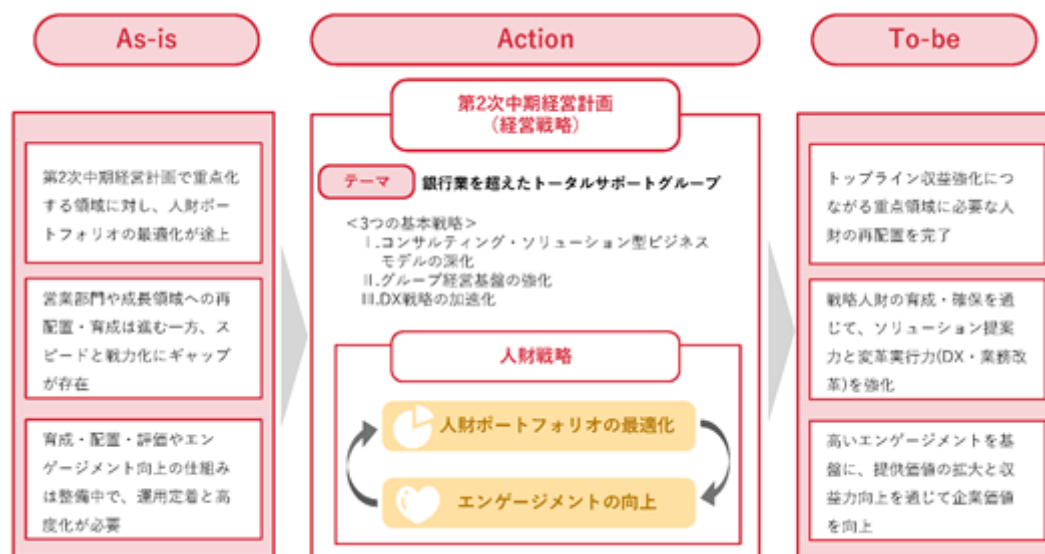 As-is
第2次中期経営計画で重点化
する領域に対し、人財ポー
トフォリオの最適化が途上
営業部門や成長領域への再
配置・育成は進む一方、ス
ピードと戦力化にギャップ
が存在
育成・配置・評価やエン
ゲージメント向上の仕組み
は整備中で、運用定着と高
度化が必要
Action
第2次中期経営計画
（経営戦略）
テーマ
銀行業を超えたトータルサポートグループ
＜3つの基本戦略＞
Ⅰ.コンサルティング・ソリューション型ビジネス
モデルの深化
Ⅱ.グループ経営基盤の強化
Ⅲ.DX戦略の加速化
人財戦略
人財ポートフォリオの最適化
エンゲージメントの向上
To-be
トップライン収益強化につ
ながる重点領域に必要な人
財の再配置を完了
戦略人財の育成・確保を通
じて、ソリューション提案
力と変革実行力(DX・業務改
革)を強化
高いエンゲージメントを基
盤に、提供価値の拡大と収
益力向上を通じて企業価値
を向上